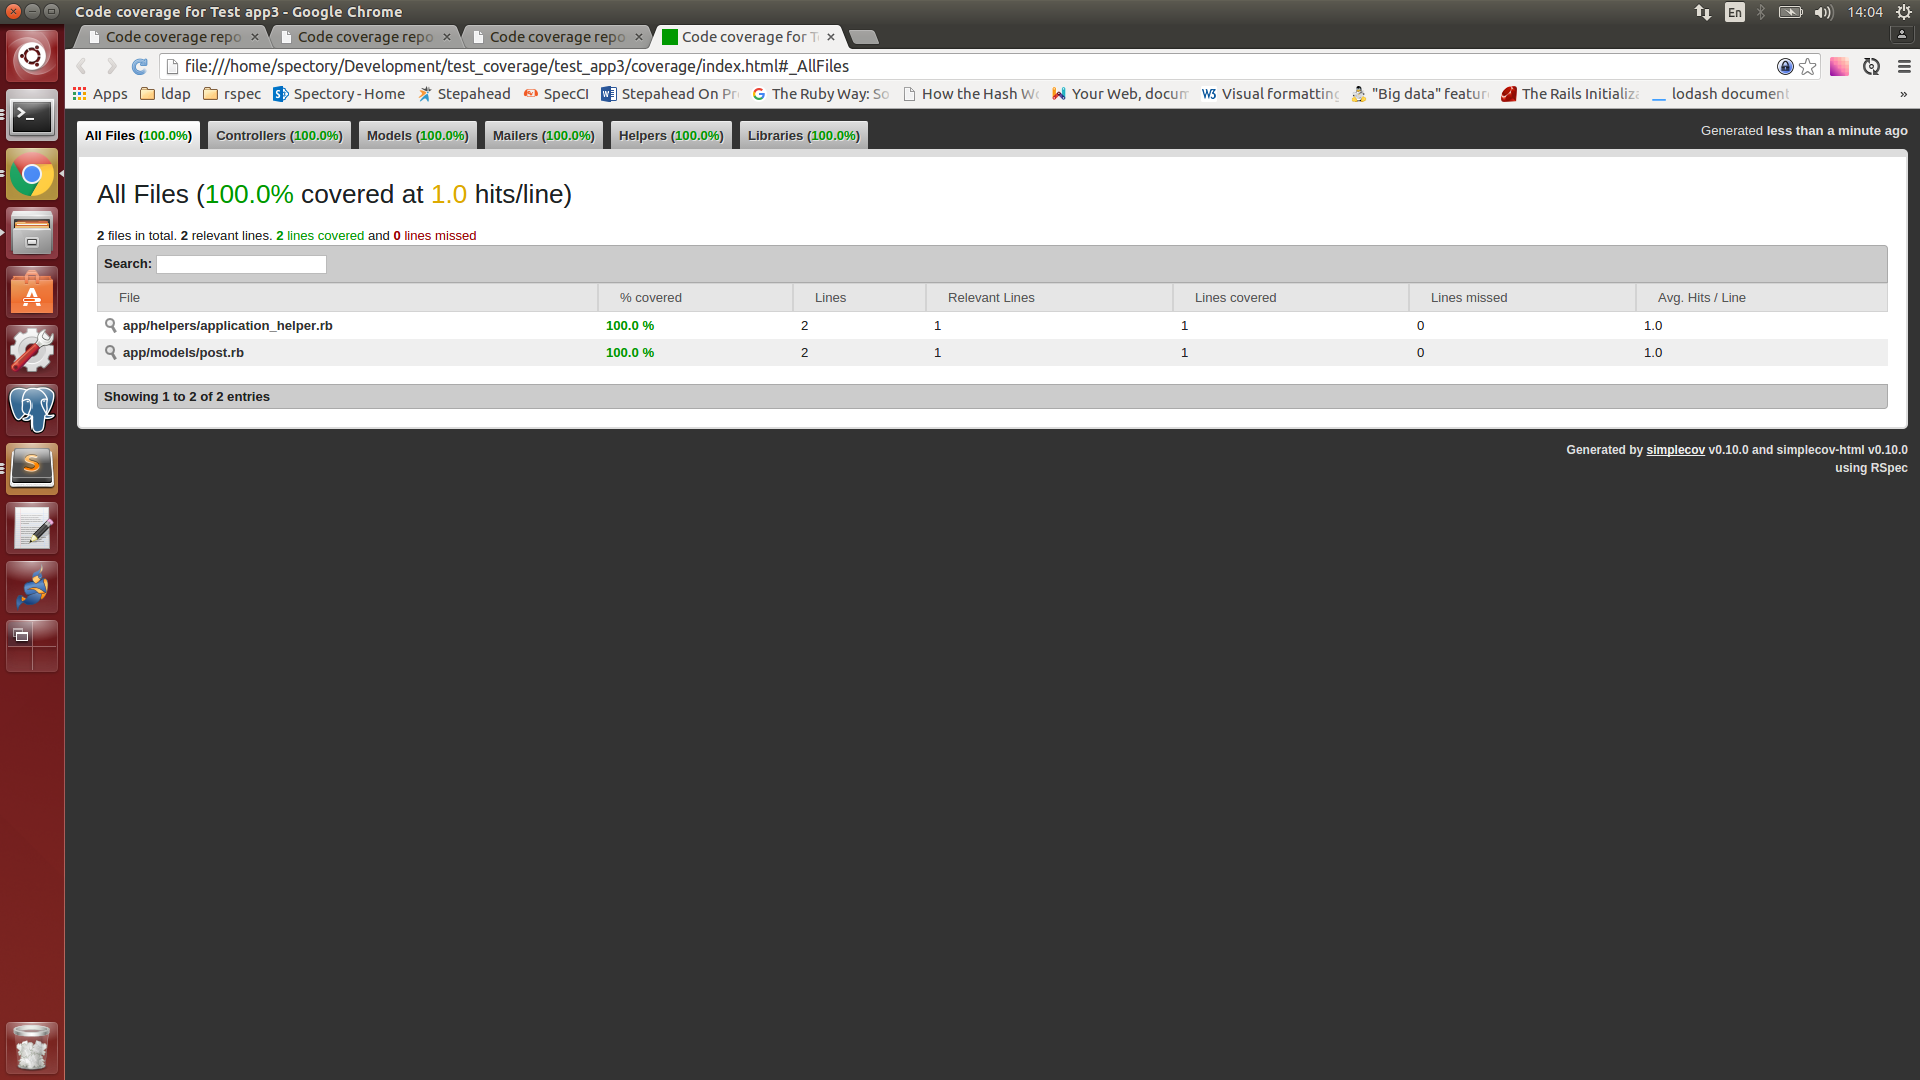 Code coverage for Test app3 - Google Chrome
En
14:04
Code coverage repo
Code coverage repo
Code coverage repo
Code coverage for T
file:///home/spectory/Development/test_coverage/test_app3/coverage/index.html#_AllFiles
Apps
ldap
rspec
Spectory - Home
Stepahead
SpecCI
Stepahead On Pr
The Ruby Way: So
How the Hash Wo
Your Web, docum
Visual formatting
"Big data" featur
The Rails Initializa
lodash document
»
All Files (100.0%)
Controllers (100.0%)
Models (100.0%)
Mailers (100.0%)
Helpers (100.0%)
Libraries (100.0%)
Generated less than a minute ago
All Files (100.0% covered at 1.0 hits/line)
2 files in total. 2 relevant lines. 2 lines covered and 0 lines missed
Search:
File % covered Lines Relevant Lines Lines covered Lines missed Avg. Hits / Line
app/helpers/application_helper.rb 100.0 % 2 1 1 0 1.0
app/models/post.rb 100.0 % 2 1 1 0 1.0
Showing 1 to 2 of 2 entries
Generated by simplecov v0.10.0 and simplecov-html v0.10.0
using RSpec